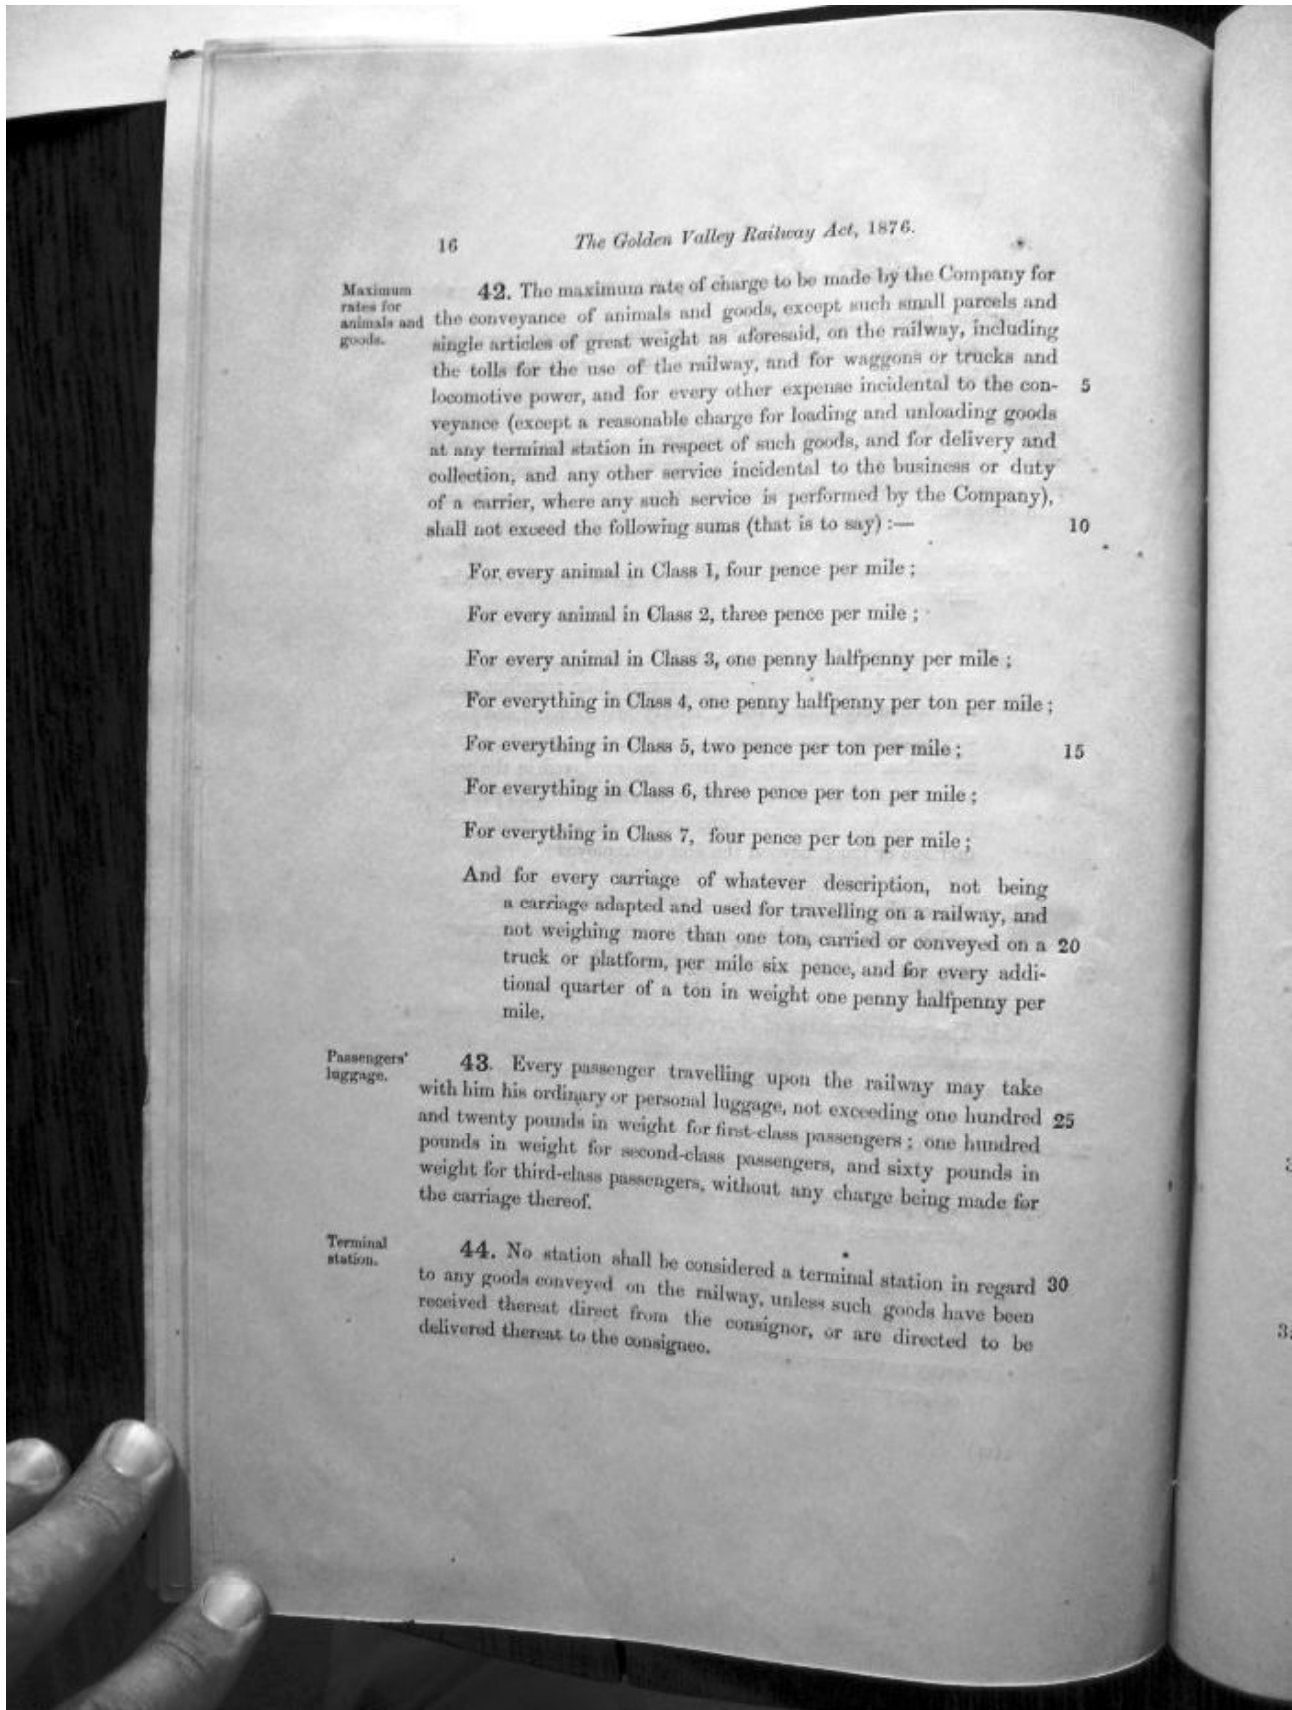 16 The Golden Valley Railway Act, 1876.
Maximum
rates for
animals and
goods.
42. The maximum rate of charge to be made by the Company for
the conveyance of animals and goods, except such small parcels and
single articles of great weight as aforesaid, on the railway, including
the tolls for the use of the railway, and for waggons or trucks and
locomotive power, and for every other expense incidental to the con- 5
veyance (except a reasonable charge for loading and unloading goods
at any terminal station in respect of such goods, and for delivery and
collection, and any other service incidental to the business or duty
of a carrier, where any such service is performed by the Company),
shall not exceed the following sums (that is to say) :— 10
For every animal in Class 1, four pence per mile ;
For every animal in Class 2, three pence per mile ;
For every animal in Class 3, one penny halfpenny per mile ;
For everything in Class 4, one penny halfpenny per ton per mile ;
For everything in Class 5, two pence per ton per mile ; 15
For everything in Class 6, three pence per ton per mile ;
For everything in Class 7, four pence per ton per mile ;
And for every carriage of whatever description, not being
a carriage adapted and used for travelling on a railway, and
not weighing more than one ton, carried or conveyed on a 20
truck or platform, per mile six pence, and for every addi-
tional quarter of a ton in weight one penny halfpenny per
mile.
Passengers'
luggage.
43. Every passenger travelling upon the railway may take
with him his ordinary or personal luggage, not exceeding one hundred 25
and twenty pounds in weight for first-class passengers ; one hundred
pounds in weight for second-class passengers, and sixty pounds in
weight for third-class passengers, without any charge being made for
the carriage thereof.
Terminal
station.
44. No station shall be considered a terminal station in regard 30
to any goods conveyed on the railway, unless such goods have been
received thereat direct from the consignor, or are directed to be
delivered thereat to the consignee.